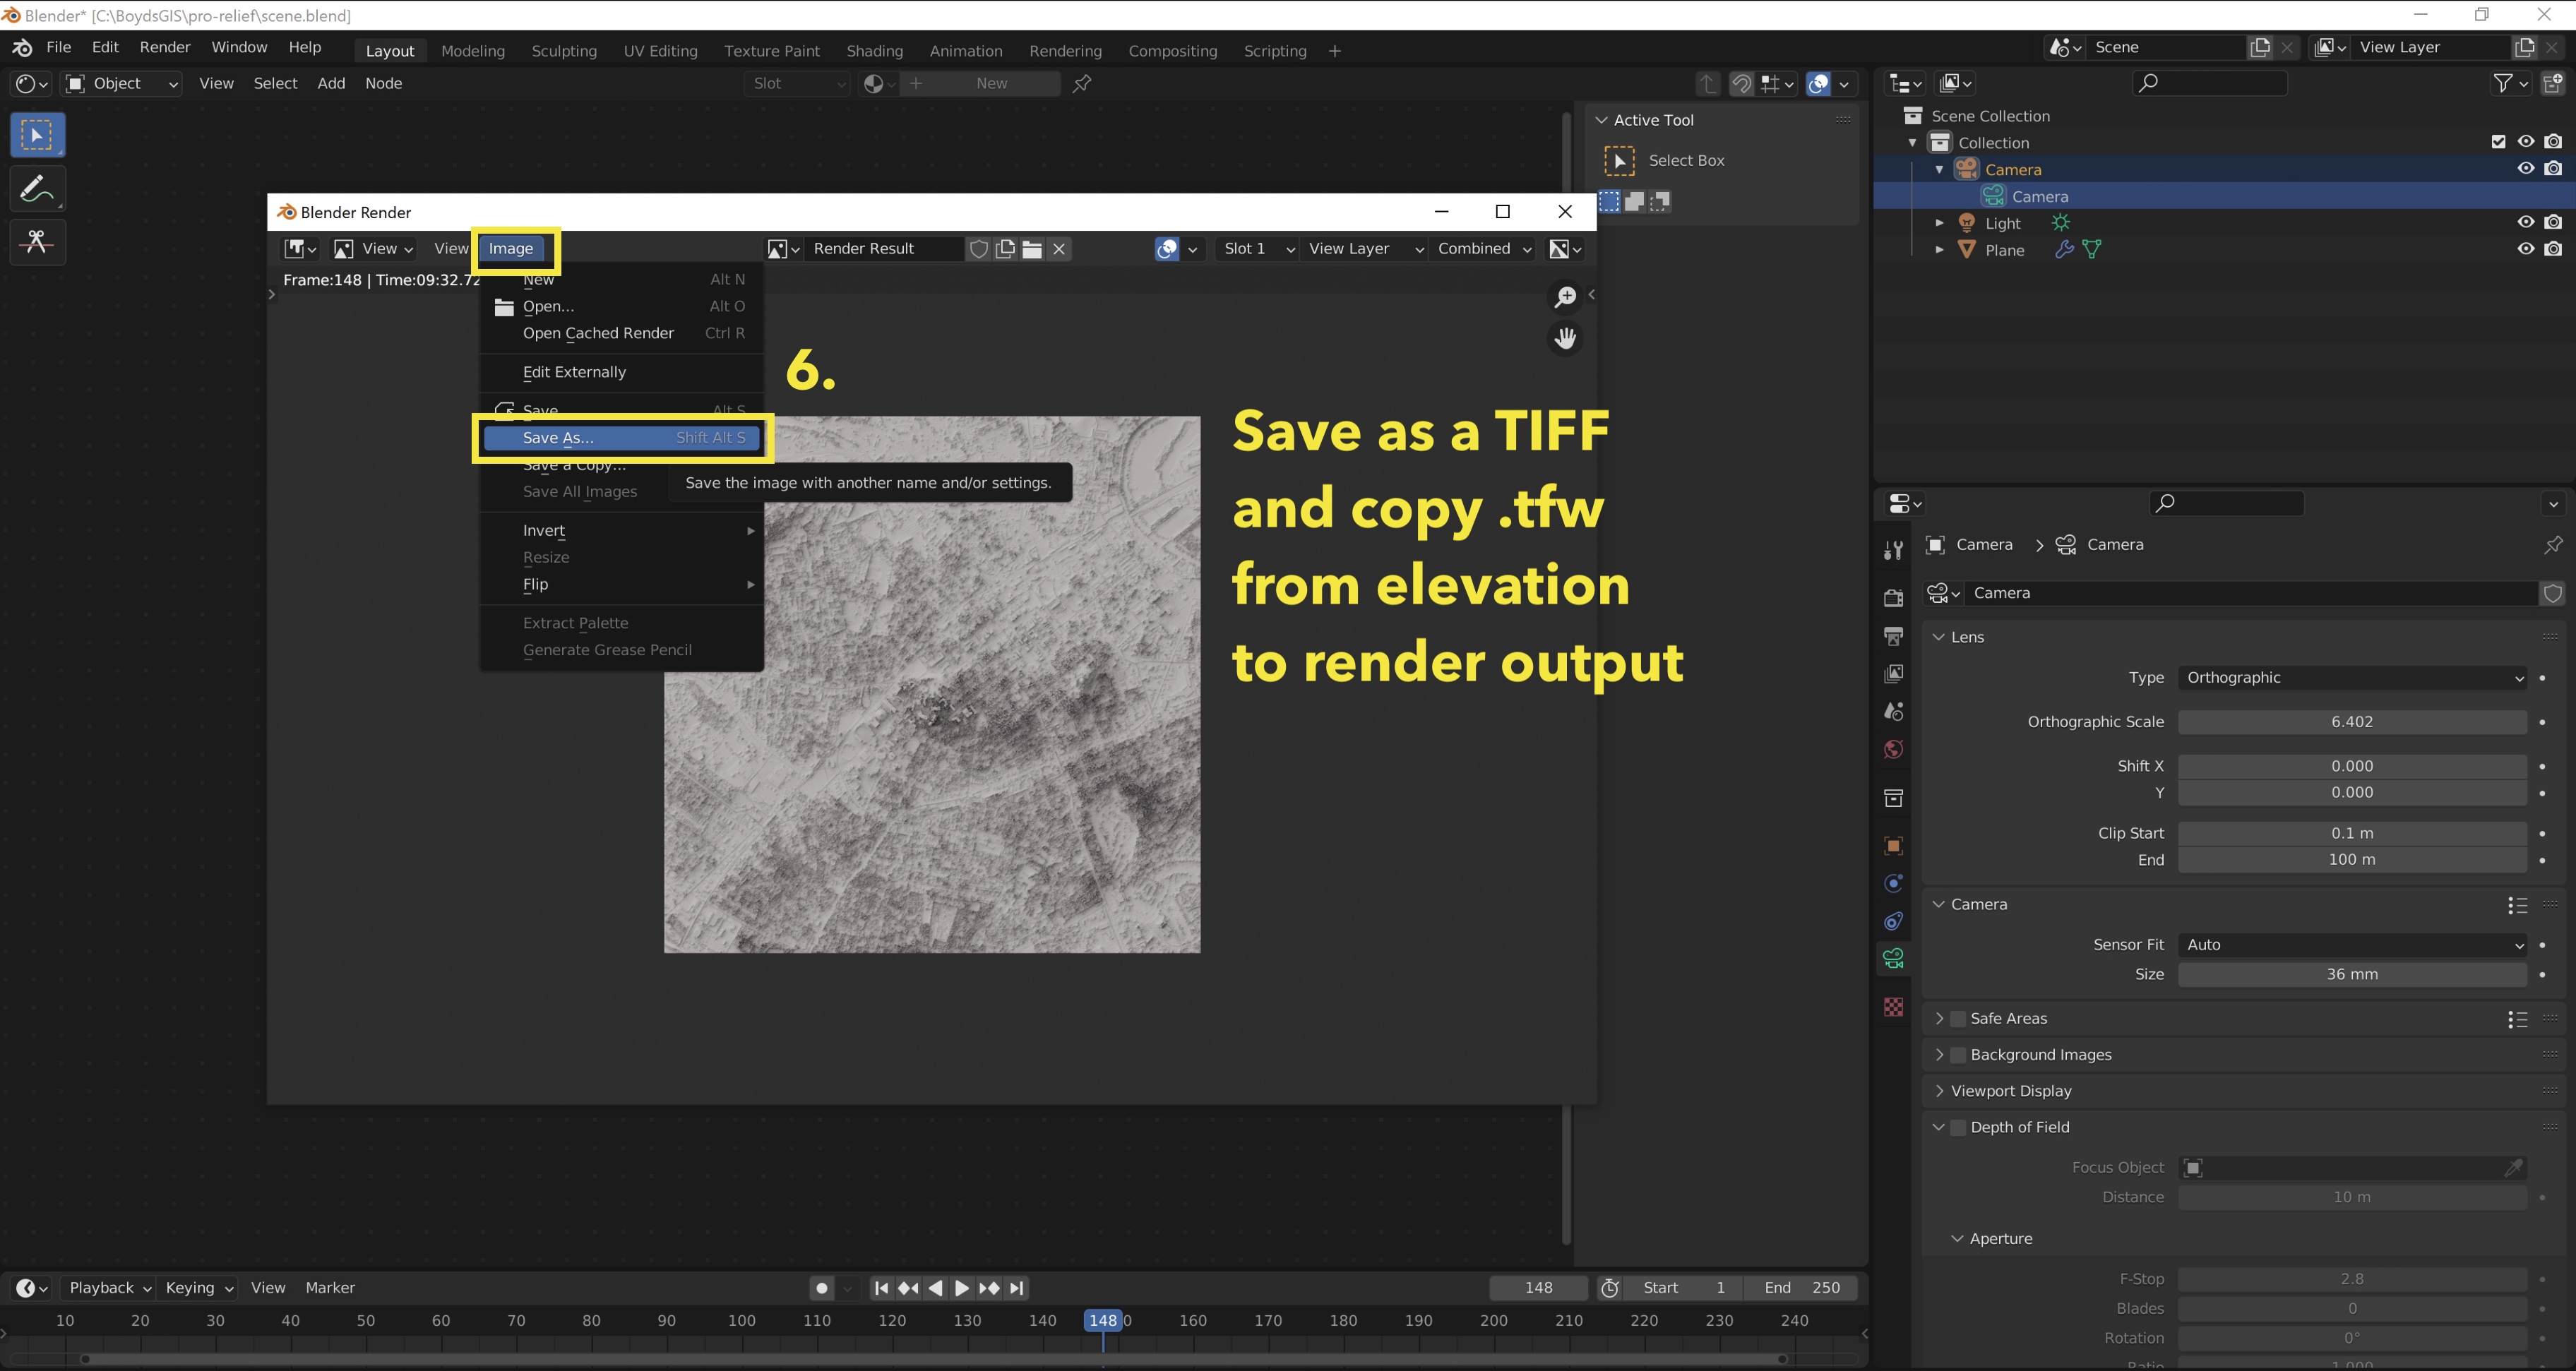 Blender* [C:\BoydsGIS\pro-relief\scene.blend]
File Edit Render Window Help Layout Modeling Sculpting UV Editing Texture Paint Shading Animation Rendering Compositing Scripting + Scene View Layer
Object View Select Add Node Slot New
Active Tool
Select Box
Scene Collection
Collection
Camera
Camera
Light
Plane
Blender Render
View View Image Render Result Slot 1 View Layer Combined
Frame:148 | Time:09:32.72
New Alt N
Open... Alt O
Open Cached Render Ctrl R
Edit Externally
Save Alt S
Save As... Shift Alt S
Save a Copy...
Save the image with another name and/or settings.
Save All Images
Invert
Resize
Flip
Extract Palette
Generate Grease Pencil
6.
Save as a TIFF
and copy .tfw
from elevation
to render output
Camera > Camera
Camera
Lens
Type Orthographic
Orthographic Scale 6.402
Shift X 0.000
Y 0.000
Clip Start 0.1 m
End 100 m
Camera
Sensor Fit Auto
Size 36 mm
Safe Areas
Background Images
Viewport Display
Depth of Field
Focus Object
Distance 10 m
Aperture
F-Stop 2.8
Blades 0
Rotation 0°
Ratio 1.000
Playback Keying View Marker 148 Start 1 End 250
10 20 30 40 50 60 70 80 90 100 110 120 130 140 148 160 170 180 190 200 210 220 230 240